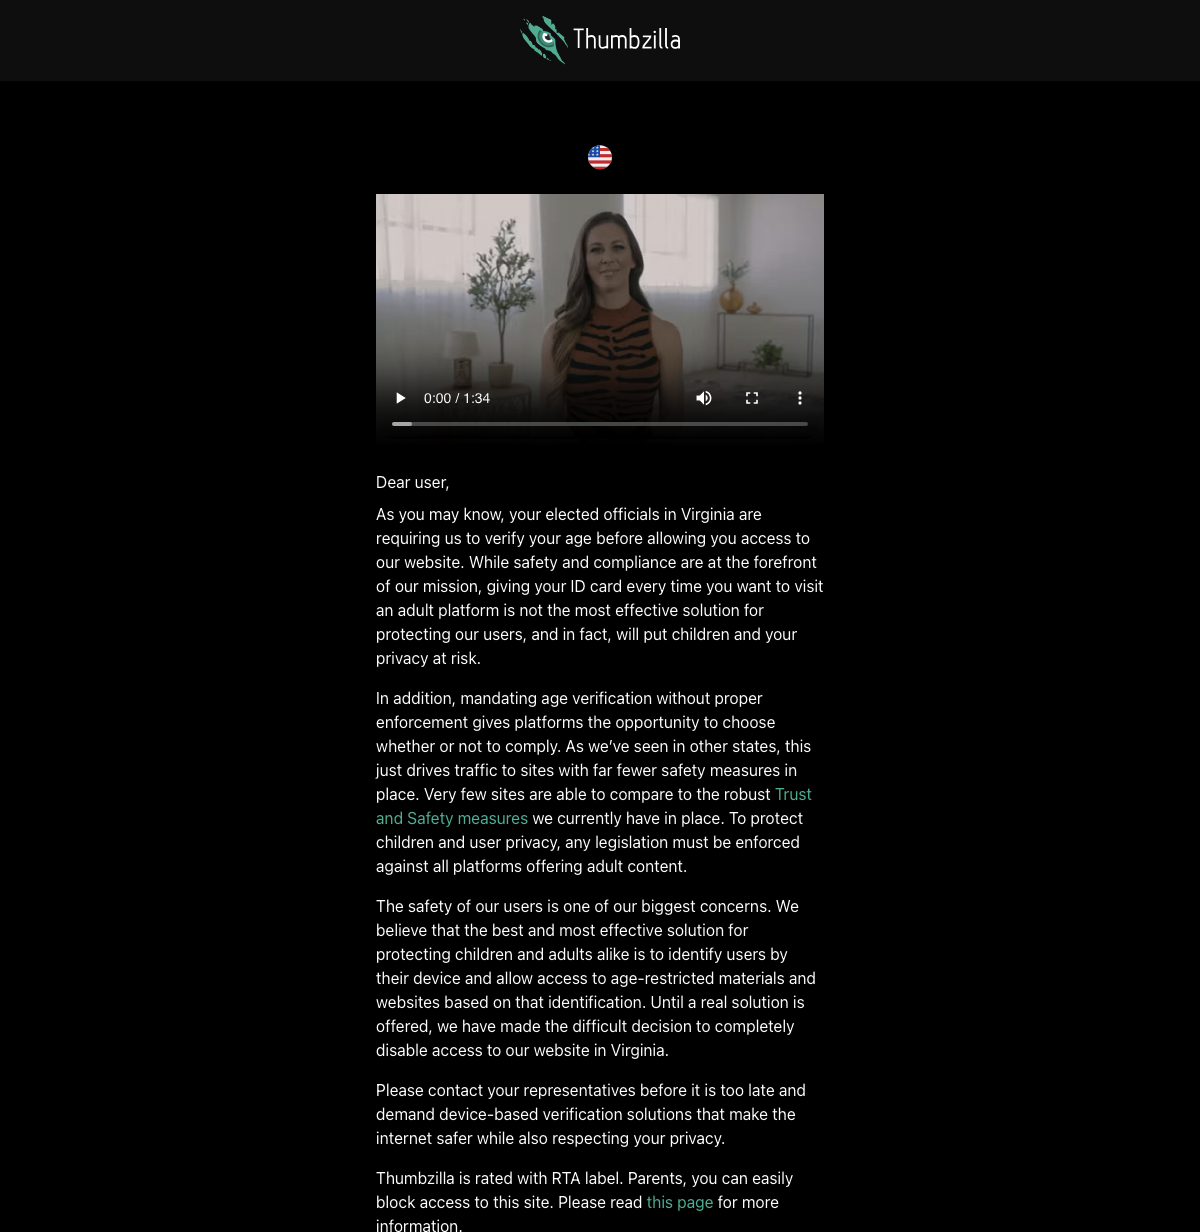 Thumbzilla
0:00 / 1:34
Dear user,
As you may know, your elected officials in Virginia are
requiring us to verify your age before allowing you access to
our website. While safety and compliance are at the forefront
of our mission, giving your ID card every time you want to visit
an adult platform is not the most effective solution for
protecting our users, and in fact, will put children and your
privacy at risk.
In addition, mandating age verification without proper
enforcement gives platforms the opportunity to choose
whether or not to comply. As we’ve seen in other states, this
just drives traffic to sites with far fewer safety measures in
place. Very few sites are able to compare to the robust Trust
and Safety measures we currently have in place. To protect
children and user privacy, any legislation must be enforced
against all platforms offering adult content.
The safety of our users is one of our biggest concerns. We
believe that the best and most effective solution for
protecting children and adults alike is to identify users by
their device and allow access to age-restricted materials and
websites based on that identification. Until a real solution is
offered, we have made the difficult decision to completely
disable access to our website in Virginia.
Please contact your representatives before it is too late and
demand device-based verification solutions that make the
internet safer while also respecting your privacy.
Thumbzilla is rated with RTA label. Parents, you can easily
block access to this site. Please read this page for more
information.